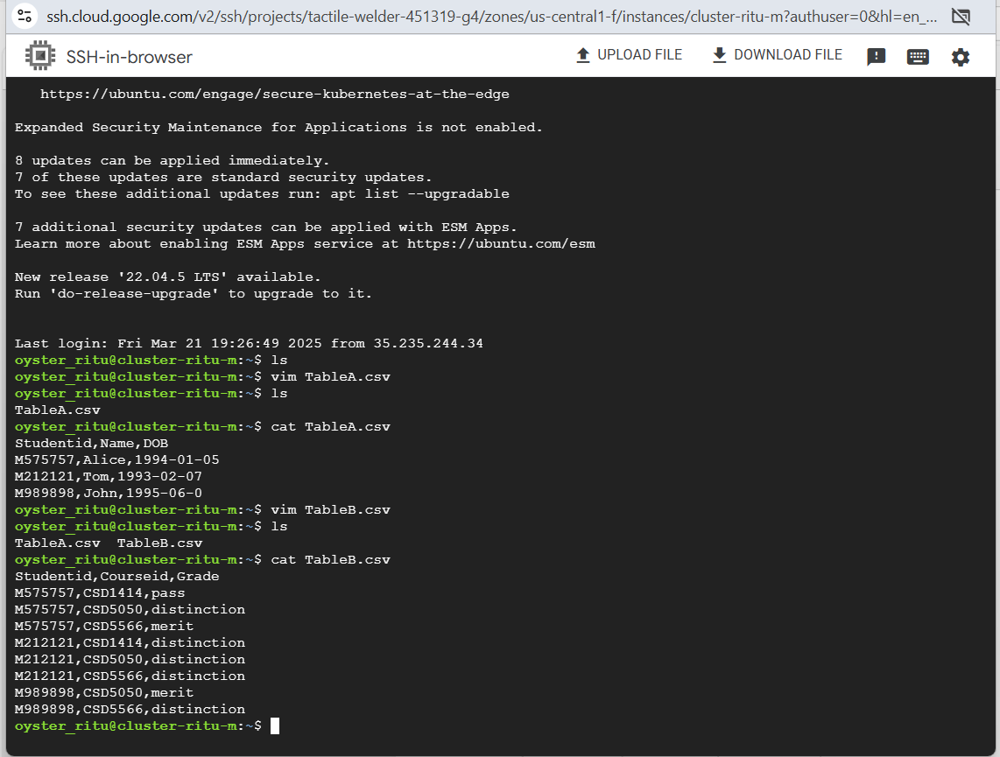 ssh.cloud.google.com/v2/ssh/projects/tactile-welder-451319-g4/zones/us-central1-f/instances/cluster-ritu-m?authuser=0&hl=en_...
SSH-in-browser
UPLOAD FILE
DOWNLOAD FILE
https://ubuntu.com/engage/secure-kubernetes-at-the-edge
Expanded Security Maintenance for Applications is not enabled.
8 updates can be applied immediately.
7 of these updates are standard security updates.
To see these additional updates run: apt list --upgradable
7 additional security updates can be applied with ESM Apps.
Learn more about enabling ESM Apps service at https://ubuntu.com/esm
New release '22.04.5 LTS' available.
Run 'do-release-upgrade' to upgrade to it.
Last login: Fri Mar 21 19:26:49 2025 from 35.235.244.34
oyster_ritu@cluster-ritu-m:~$ ls
oyster_ritu@cluster-ritu-m:~$ vim TableA.csv
oyster_ritu@cluster-ritu-m:~$ ls
TableA.csv
oyster_ritu@cluster-ritu-m:~$ cat TableA.csv
Studentid,Name,DOB
M575757,Alice,1994-01-05
M212121,Tom,1993-02-07
M989898,John,1995-06-0
oyster_ritu@cluster-ritu-m:~$ vim TableB.csv
oyster_ritu@cluster-ritu-m:~$ ls
TableA.csv  TableB.csv
oyster_ritu@cluster-ritu-m:~$ cat TableB.csv
Studentid,Courseid,Grade
M575757,CSD1414,pass
M575757,CSD5050,distinction
M575757,CSD5566,merit
M212121,CSD1414,distinction
M212121,CSD5050,distinction
M212121,CSD5566,distinction
M989898,CSD5050,merit
M989898,CSD5566,distinction
oyster_ritu@cluster-ritu-m:~$